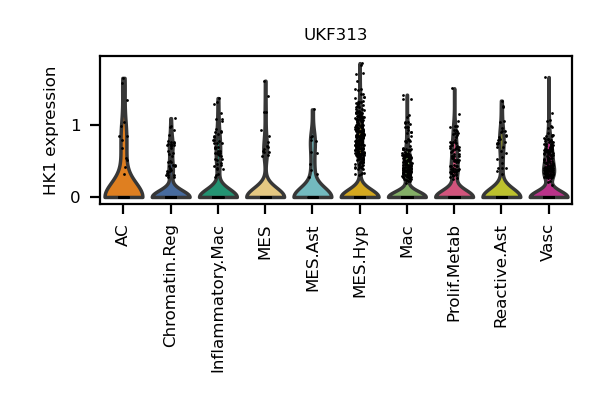 UKF313
HK1 expression
1
0
AC
Chromatin.Reg
Inflammatory.Mac
MES
MES.Ast
MES.Hyp
Mac
Prolif.Metab
Reactive.Ast
Vasc